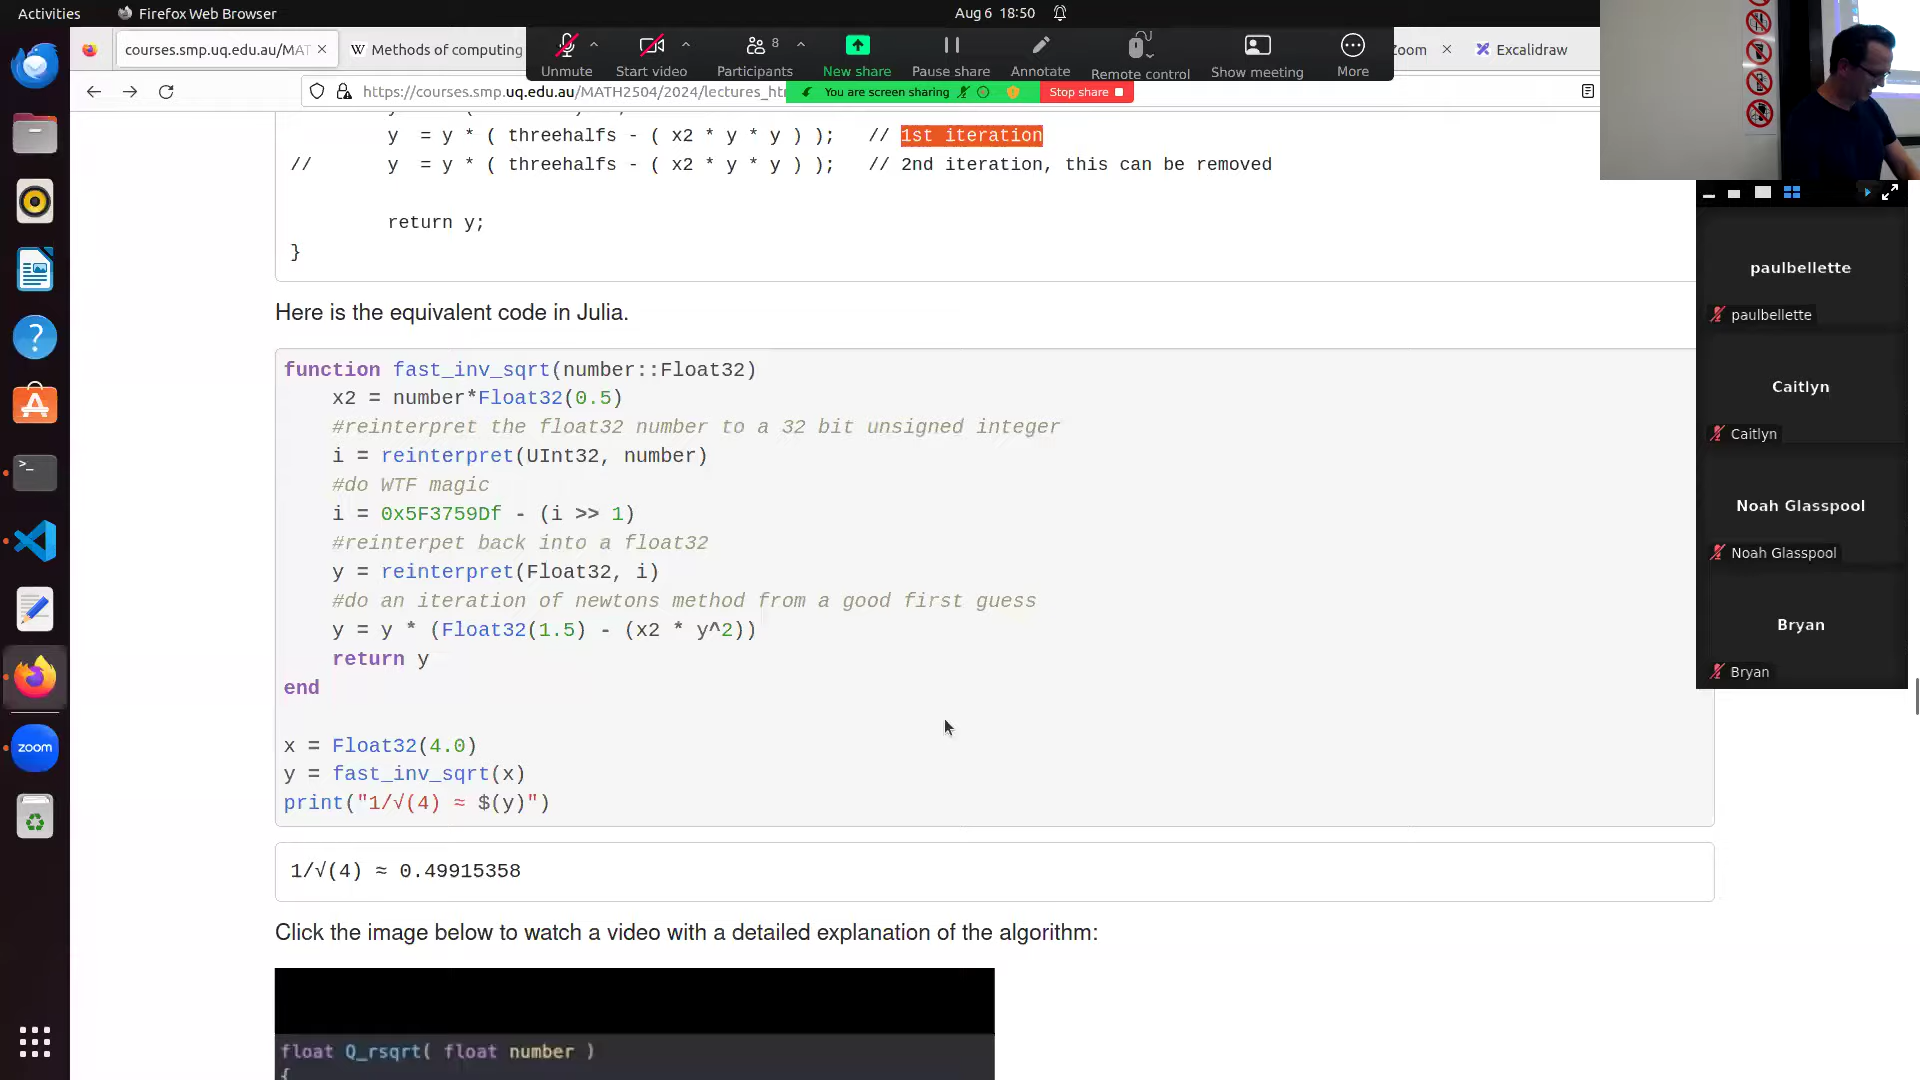 Activities
Firefox Web Browser
Aug 6 18:50
courses.smp.uq.edu.au/MAT
W Methods of computing
Zoom
Excalidraw
Unmute
Start video
8
Participants
New share
Pause share
Annotate
Remote control
Show meeting
More
https://courses.smp.uq.edu.au/MATH2504/2024/lectures_ht
You are screen sharing
Stop share
y = y * ( threehalfs - ( x2 * y * y ) ); // 1st iteration
// y = y * ( threehalfs - ( x2 * y * y ) ); // 2nd iteration, this can be removed
return y;
}
Here is the equivalent code in Julia.
function fast_inv_sqrt(number::Float32)
x2 = number*Float32(0.5)
#reinterpret the float32 number to a 32 bit unsigned integer
i = reinterpret(UInt32, number)
#do WTF magic
i = 0x5F3759Df - (i >> 1)
#reinterpet back into a float32
y = reinterpret(Float32, i)
#do an iteration of newtons method from a good first guess
y = y * (Float32(1.5) - (x2 * y^2))
return y
end
x = Float32(4.0)
y = fast_inv_sqrt(x)
print("1/√(4) ≈ $(y)")
1/√(4) ≈ 0.49915358
Click the image below to watch a video with a detailed explanation of the algorithm:
float Q_rsqrt( float number )
{
paulbellette
paulbellette
Caitlyn
Caitlyn
Noah Glasspool
Noah Glasspool
Bryan
Bryan
zoom